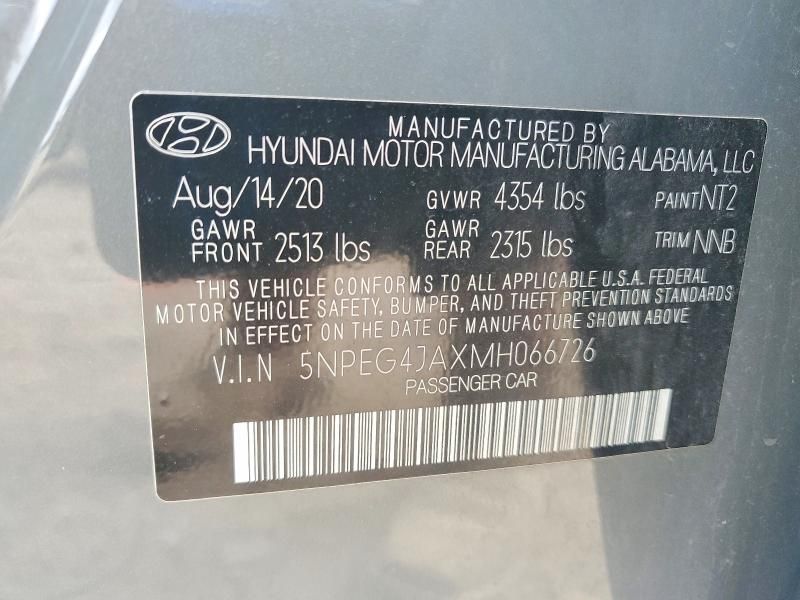 MANUFACTURED BY
HYUNDAI MOTOR MANUFACTURING ALABAMA, LLC
Aug/14/20 GVWR 4354 lbs PAINT NT2
GAWR FRONT 2513 lbs GAWR REAR 2315 lbs TRIM NNB
THIS VEHICLE CONFORMS TO ALL APPLICABLE U.S.A. FEDERAL
MOTOR VEHICLE SAFETY, BUMPER, AND THEFT PREVENTION STANDARDS
IN EFFECT ON THE DATE OF MANUFACTURE SHOWN ABOVE
V.I.N 5NPEG4JAXMH066726
PASSENGER CAR